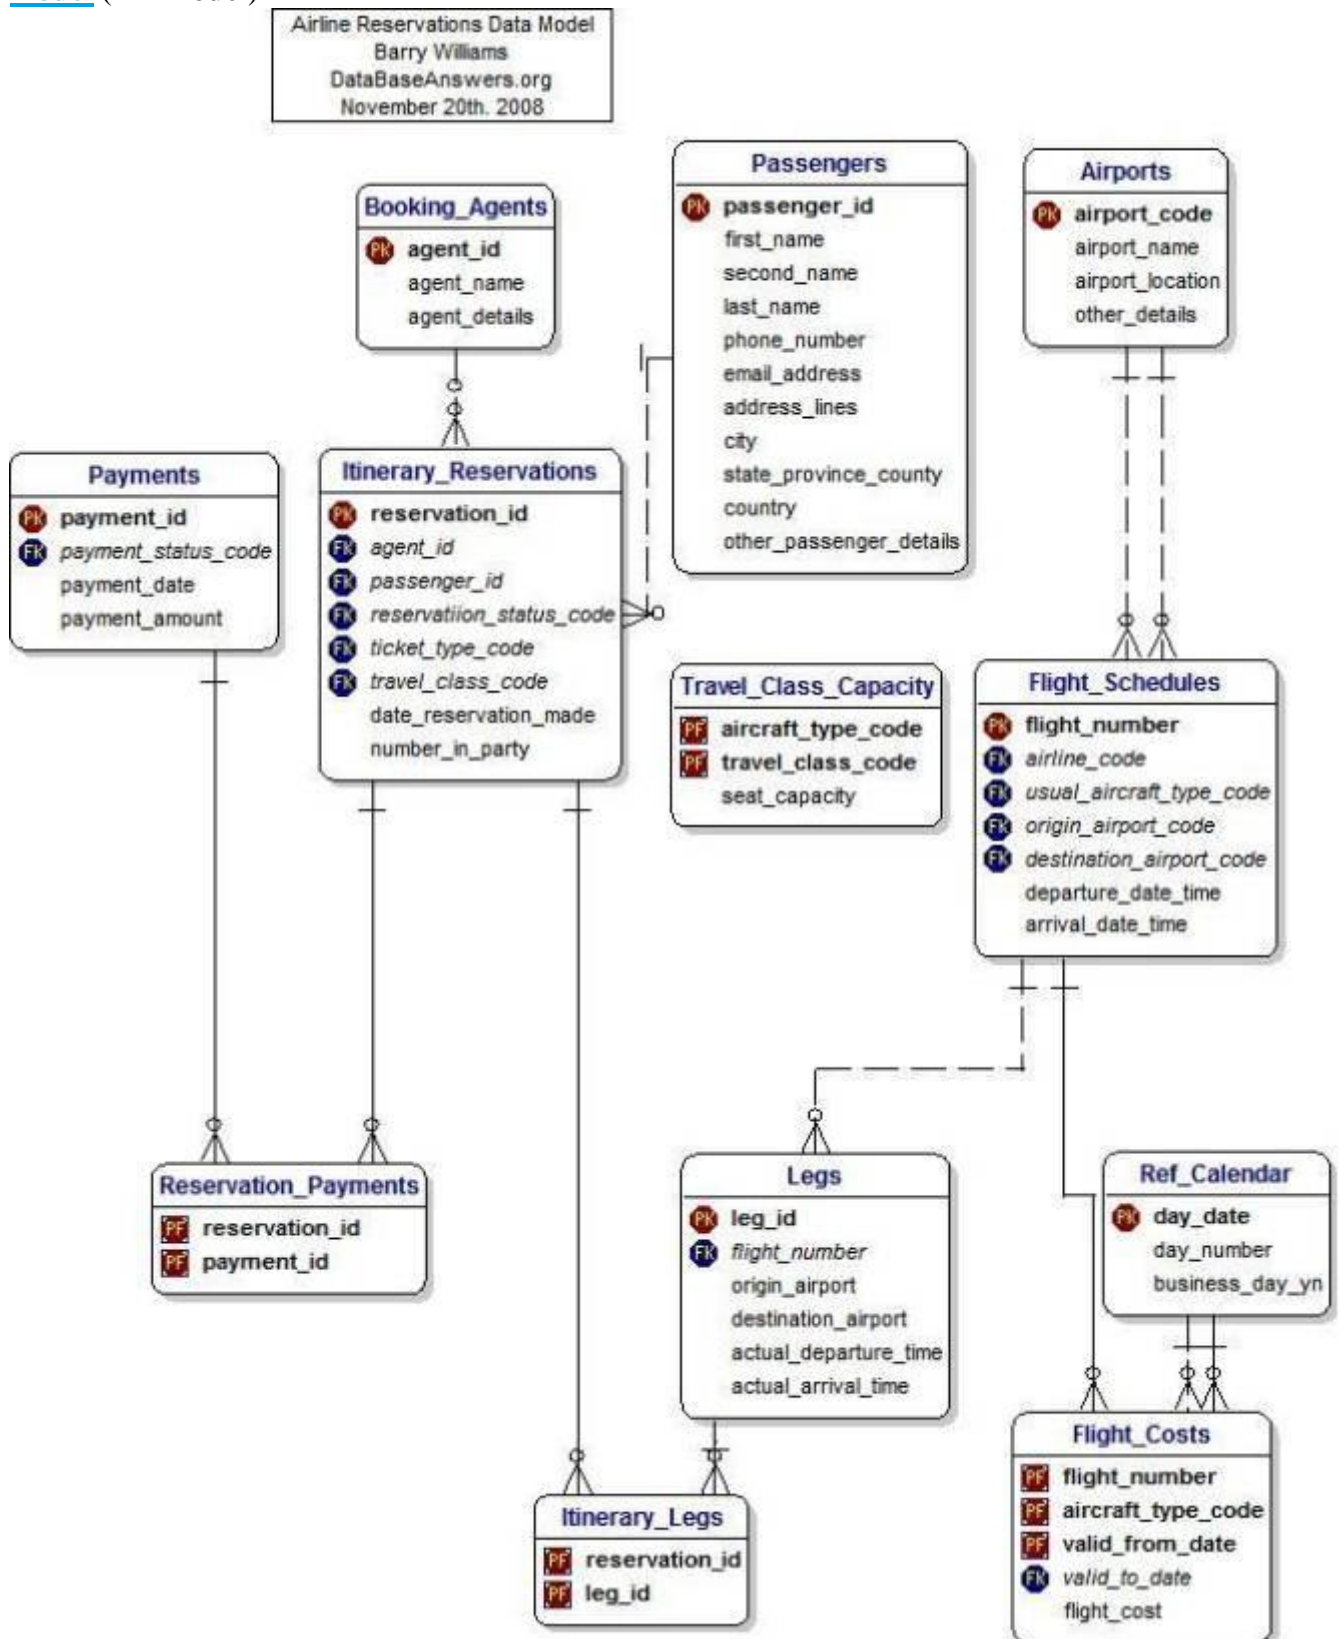 Airline Reservations Data Model
Barry Williams
DataBaseAnswers.org
November 20th. 2008
Booking_Agents
PK agent_id
agent_name
agent_details
Passengers
PK passenger_id
first_name
second_name
last_name
phone_number
email_address
address_lines
city
state_province_county
country
other_passenger_details
Airports
PK airport_code
airport_name
airport_location
other_details
Payments
PK payment_id
FK payment_status_code
payment_date
payment_amount
Itinerary_Reservations
PK reservation_id
FK agent_id
FK passenger_id
FK reservatiion_status_code
FK ticket_type_code
FK travel_class_code
date_reservation_made
number_in_party
Travel_Class_Capacity
PF aircraft_type_code
PF travel_class_code
seat_capacity
Flight_Schedules
PK flight_number
FK airline_code
FK usual_aircraft_type_code
FK origin_airport_code
FK destination_airport_code
departure_date_time
arrival_date_time
Reservation_Payments
PF reservation_id
PF payment_id
Legs
PK leg_id
FK flight_number
origin_airport
destination_airport
actual_departure_time
actual_arrival_time
Ref_Calendar
PK day_date
day_number
business_day_yn
Itinerary_Legs
PF reservation_id
PF leg_id
Flight_Costs
PF flight_number
PF aircraft_type_code
PF valid_from_date
FK valid_to_date
flight_cost